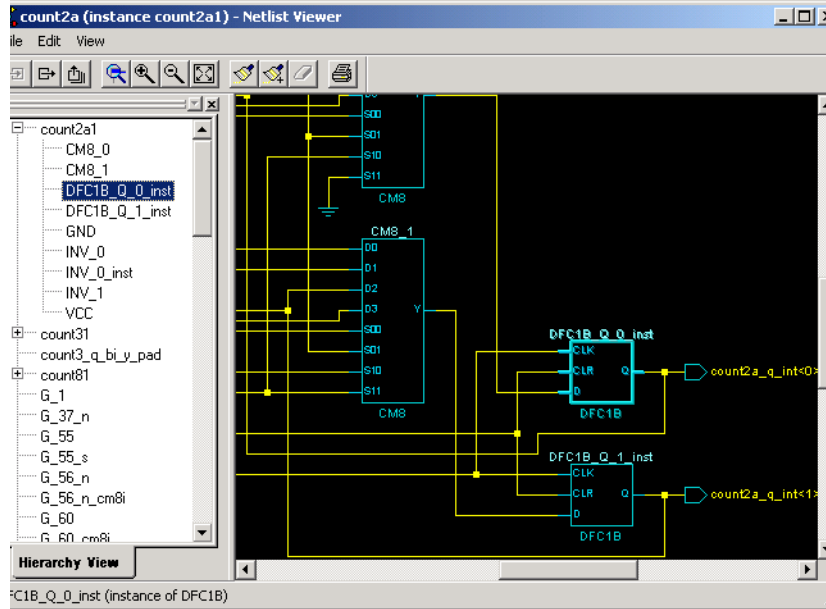 count2a (instance count2a1) - Netlist Viewer
ile Edit View
count2a1
CM8_0
CM8_1
DFC1B_Q_0_inst
DFC1B_Q_1_inst
GND
INV_0
INV_0_inst
INV_1
VCC
count31
count3_q_bi_y_pad
count81
G_1
G_37_n
G_55
G_55_s
G_56_n
G_56_n_cm8i
G_60
G_60_cm8i
Hierarchy View
S00
S01
S10
S11
CM8
CM8_1
D0
D1
D2
D3 Y
S00
S01
S10
S11
CM8
DFC1B_Q_0_inst
CLK
CLR Q
D
DFC1B
count2a_q_int<0>
DFC1B_Q_1_inst
CLK
CLR Q
D
DFC1B
count2a_q_int<1>
FC1B_Q_0_inst (instance of DFC1B)